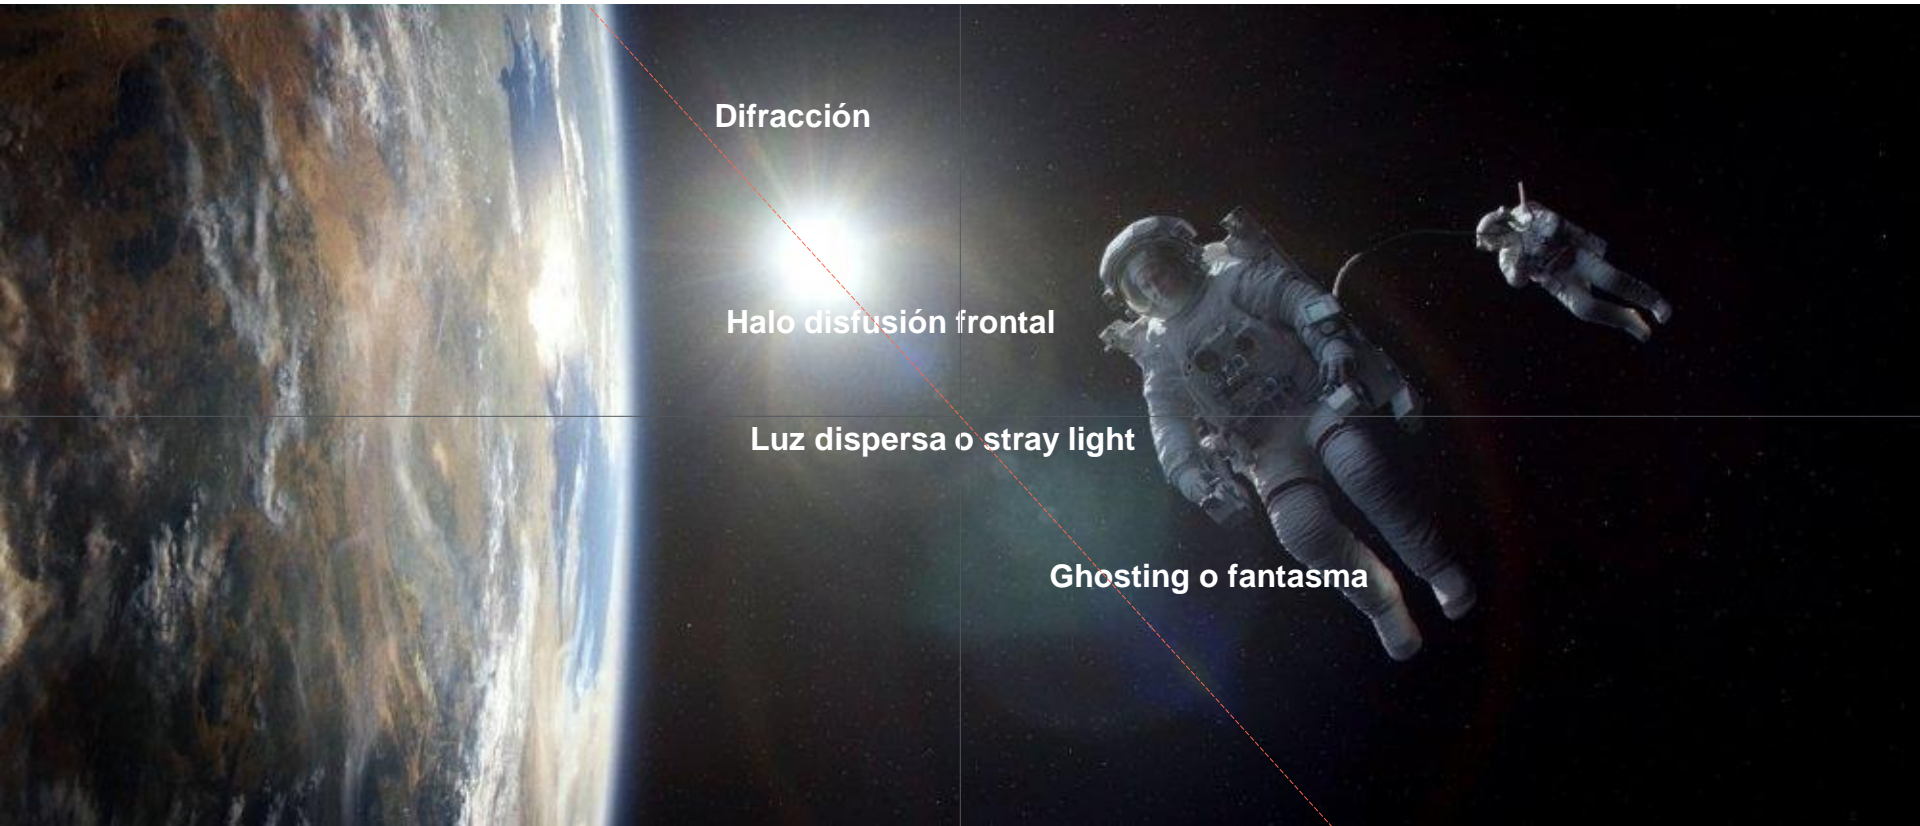 Difracción
Halo disfusión frontal
Luz dispersa o stray light
Ghosting o fantasma